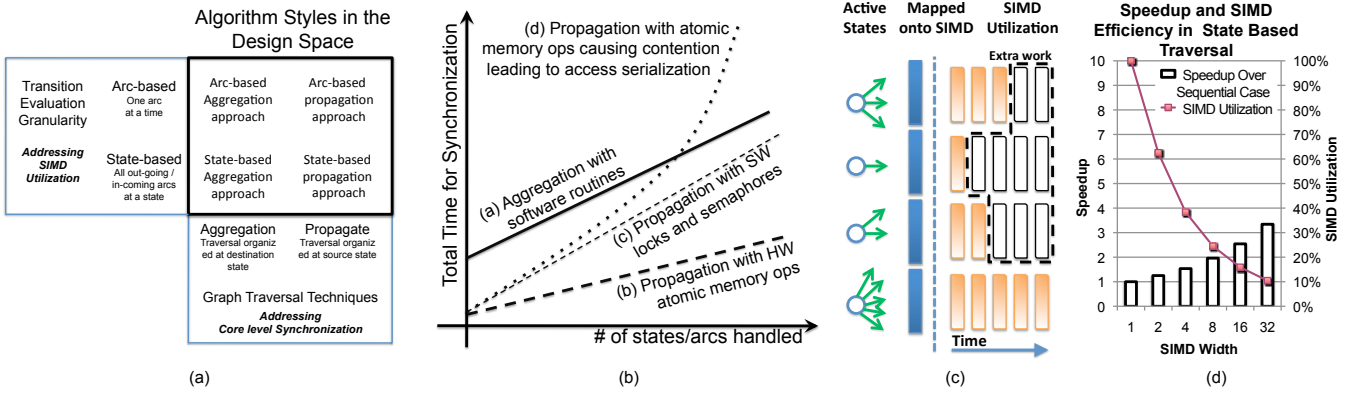 Algorithm Styles in the
Design Space
Transition
Evaluation
Granularity
Addressing
SIMD
Utilization
Arc-based
One arc
at a time
State-based
All out-going /
in-coming arcs
at a state
Arc-based
Aggregation
approach
Arc-based
propagation
approach
State-based
Aggregation
approach
State-based
propagation
approach
Aggregation
Traversal organiz
ed at destination
state
Propagate
Traversal organiz
ed at source state
Graph Traversal Techniques
Addressing
Core level Synchronization
(a)
Total Time for Synchronization
(d) Propagation with atomic
memory ops causing contention
leading to access serialization
(a) Aggregation with
software routines
(c) Propagation with SW
locks and semaphores
(b) Propagation with HW
atomic memory ops
# of states/arcs handled
(b)
Active
States
Mapped
onto SIMD
SIMD
Utilization
Extra work
Time
(c)
Speedup and SIMD
Efficiency in State Based
Traversal
Speedup
10
9
8
7
6
5
4
3
2
1
0
Speedup Over
Sequential Case
SIMD Utilization
100%
90%
80%
70%
60%
50%
40%
30%
20%
10%
0%
SIMD Utilization
1 2 4 8 16 32
SIMD Width
(d)